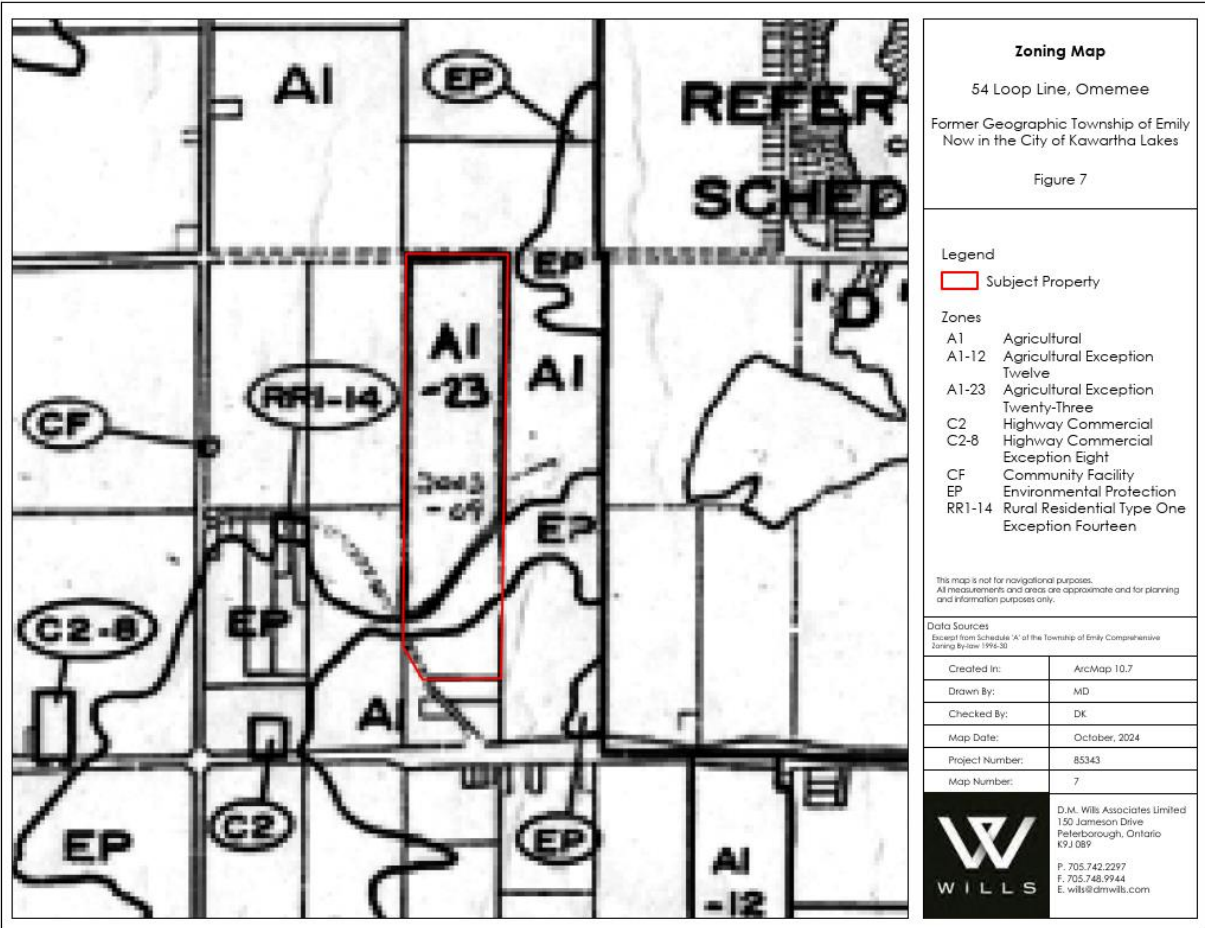 A1
EP
REFER
SCHED
EP
'D'
A1
-23
A1
RR1-14
CF
- 69
EP
C2-8
EP
A1
C2
EP
EP
A1
-12
Zoning Map
54 Loop Line, Omemee
Former Geographic Township of Emily
Now in the City of Kawartha Lakes
Figure 7
Legend
Subject Property
Zones
A1 Agricultural
A1-12 Agricultural Exception
Twelve
A1-23 Agricultural Exception
Twenty-Three
C2 Highway Commercial
C2-8 Highway Commercial
Exception Eight
CF Community Facility
EP Environmental Protection
RR1-14 Rural Residential Type One
Exception Fourteen
This map is not for navigational purposes.
All measurements and areas are approximate and for planning
and information purposes only.
Data Sources
Excerpt from Schedule 'A' of the Township of Emily Comprehensive
Zoning By-law 1996-30
Created In: ArcMap 10.7
Drawn By: MD
Checked By: DK
Map Date: October, 2024
Project Number: 85343
Map Number: 7
WILLS
D.M. Wills Associates Limited
150 Jameson Drive
Peterborough, Ontario
K9J 0B9
P. 705.742.2297
F. 705.748.9944
E. wills@dmwills.com